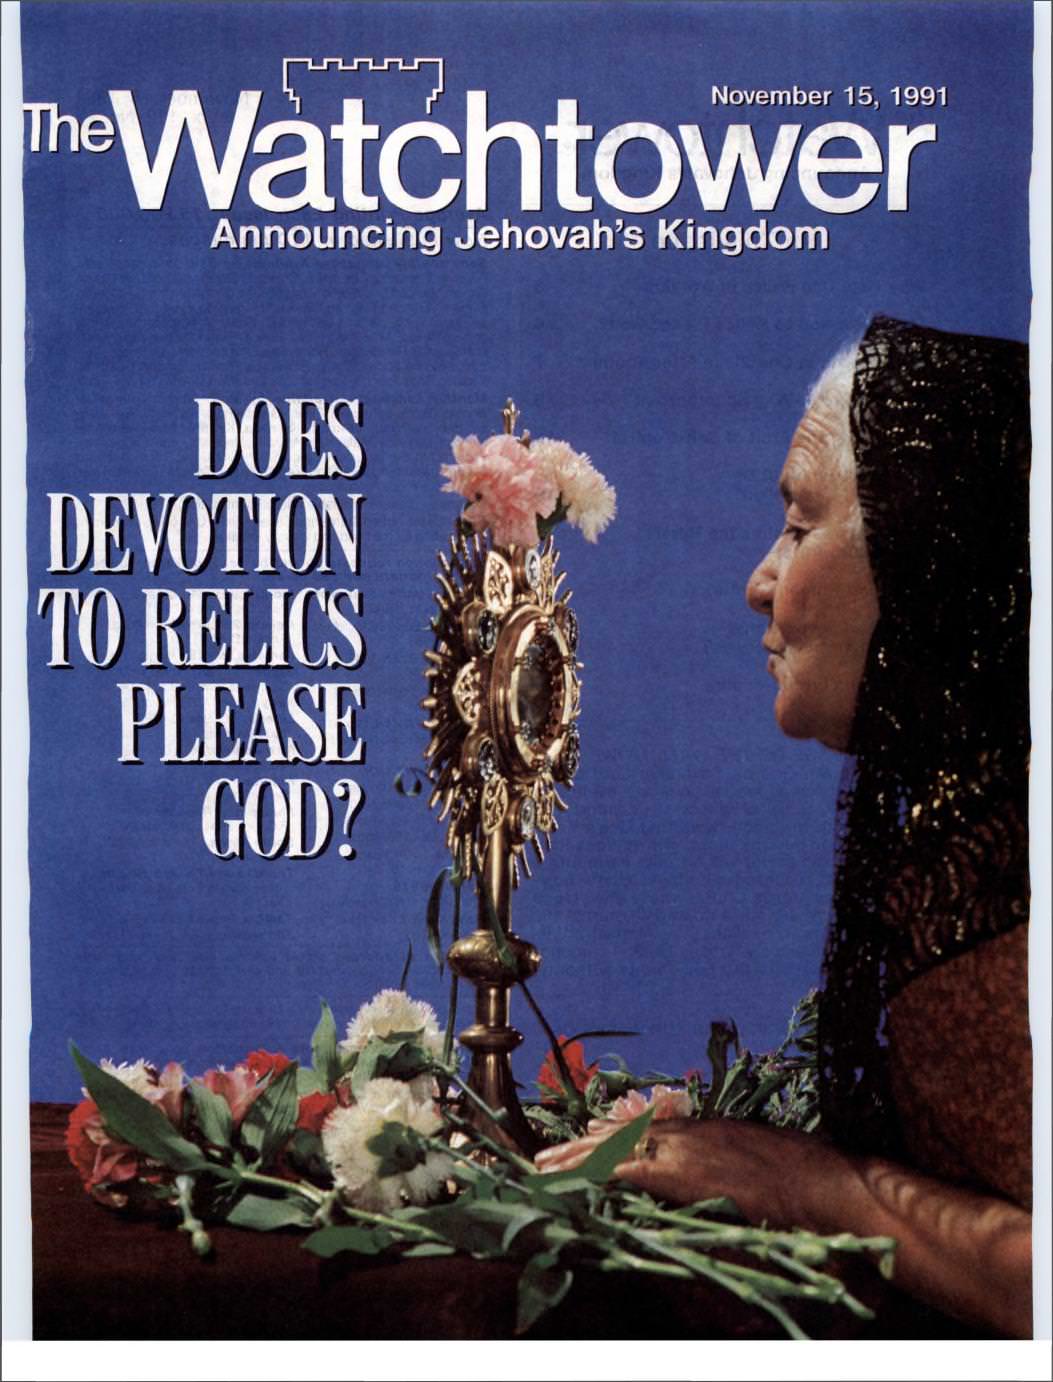 November 15, 1991
The Watchtower
Announcing Jehovah's Kingdom
DOES
DEVOTION
TO RELICS
PLEASE
GOD?